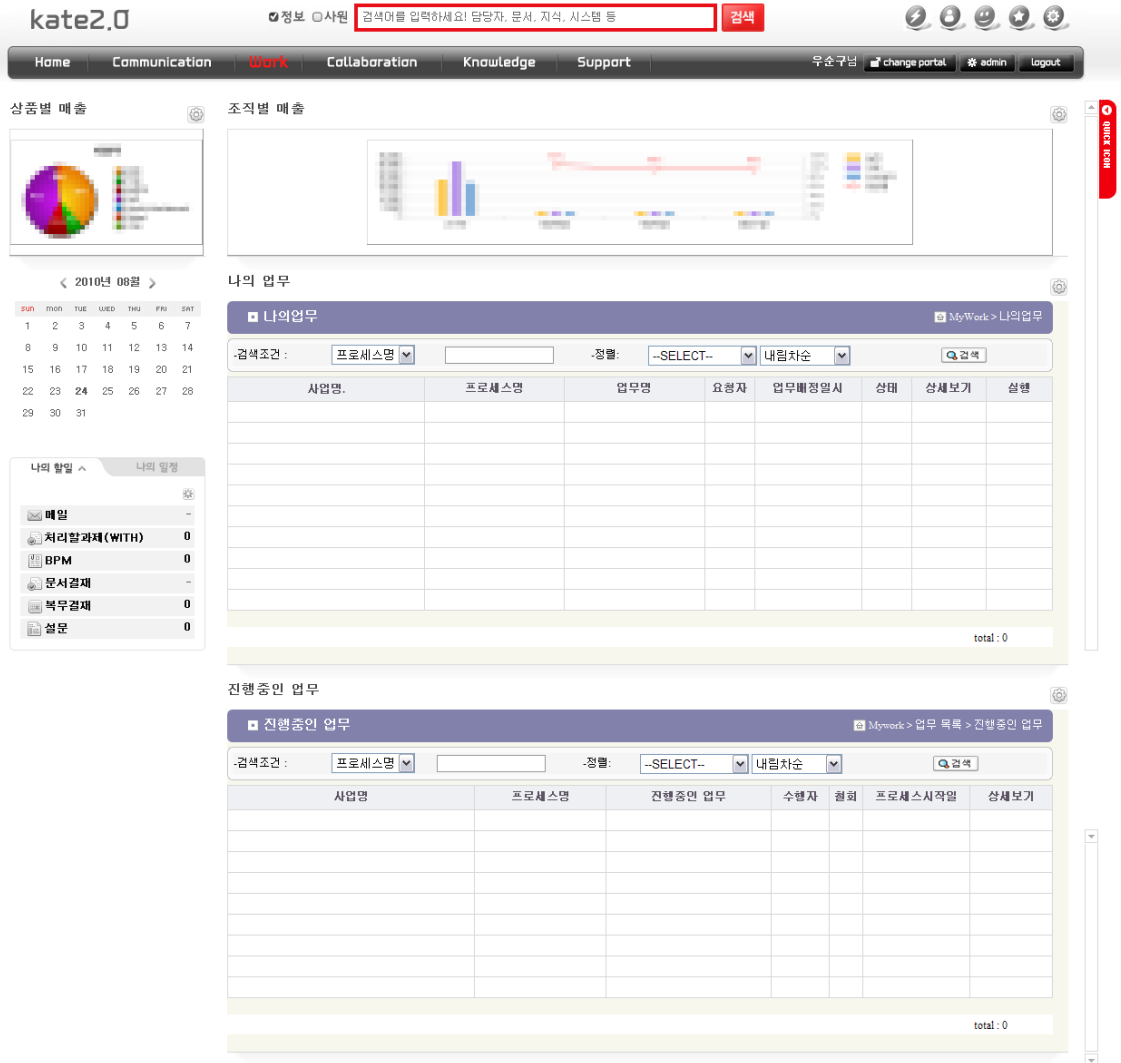 kate2.0
정보 사원 검색어를 입력하세요! 담당자, 문서, 지식, 시스템 등 검색
Home Communication Work Collaboration Knowledge Support 우순구님 change portal admin logout
상품별 매출
조직별 매출
QUICK ICON
2010년 08월
SUN MON TUE WED THU FRI SAT
1 2 3 4 5 6 7
8 9 10 11 12 13 14
15 16 17 18 19 20 21
22 23 24 25 26 27 28
29 30 31
나의 할일 나의 일정
메일 -
처리할과제(WITH) 0
BPM 0
문서결재 -
복무결재 0
설문 0
나의 업무
나의업무 MyWork > 나의업무
-검색조건 : 프로세스명 -정렬: --SELECT-- 내림차순 검색
사업명. 프로세스명 업무명 요청자 업무배정일시 상태 상세보기 실행
total : 0
진행중인 업무
진행중인 업무 Mywork > 업무 목록 > 진행중인 업무
-검색조건 : 프로세스명 -정렬: --SELECT-- 내림차순 검색
사업명 프로세스명 진행중인 업무 수행자 철회 프로세스시작일 상세보기
total : 0